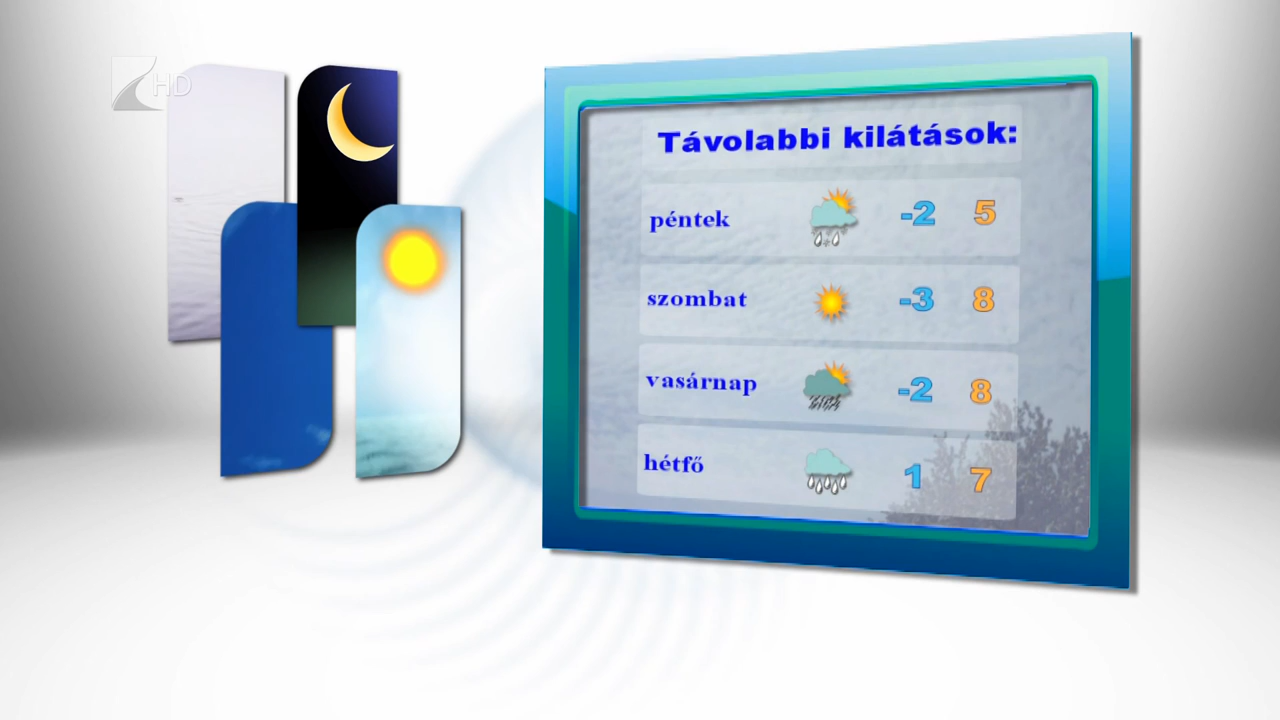 HD
Távolabbi kilátások:
péntek -2 5
szombat -3 8
vasárnap -2 8
hétfő 1 7